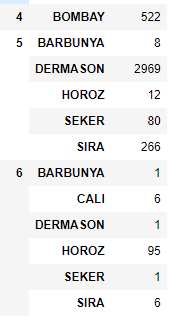 4 BOMBAY 522
5 BARBUNYA 8
DERMASON 2969
HOROZ 12
SEKER 80
SIRA 266
6 BARBUNYA 1
CALI 6
DERMASON 1
HOROZ 95
SEKER 1
SIRA 6